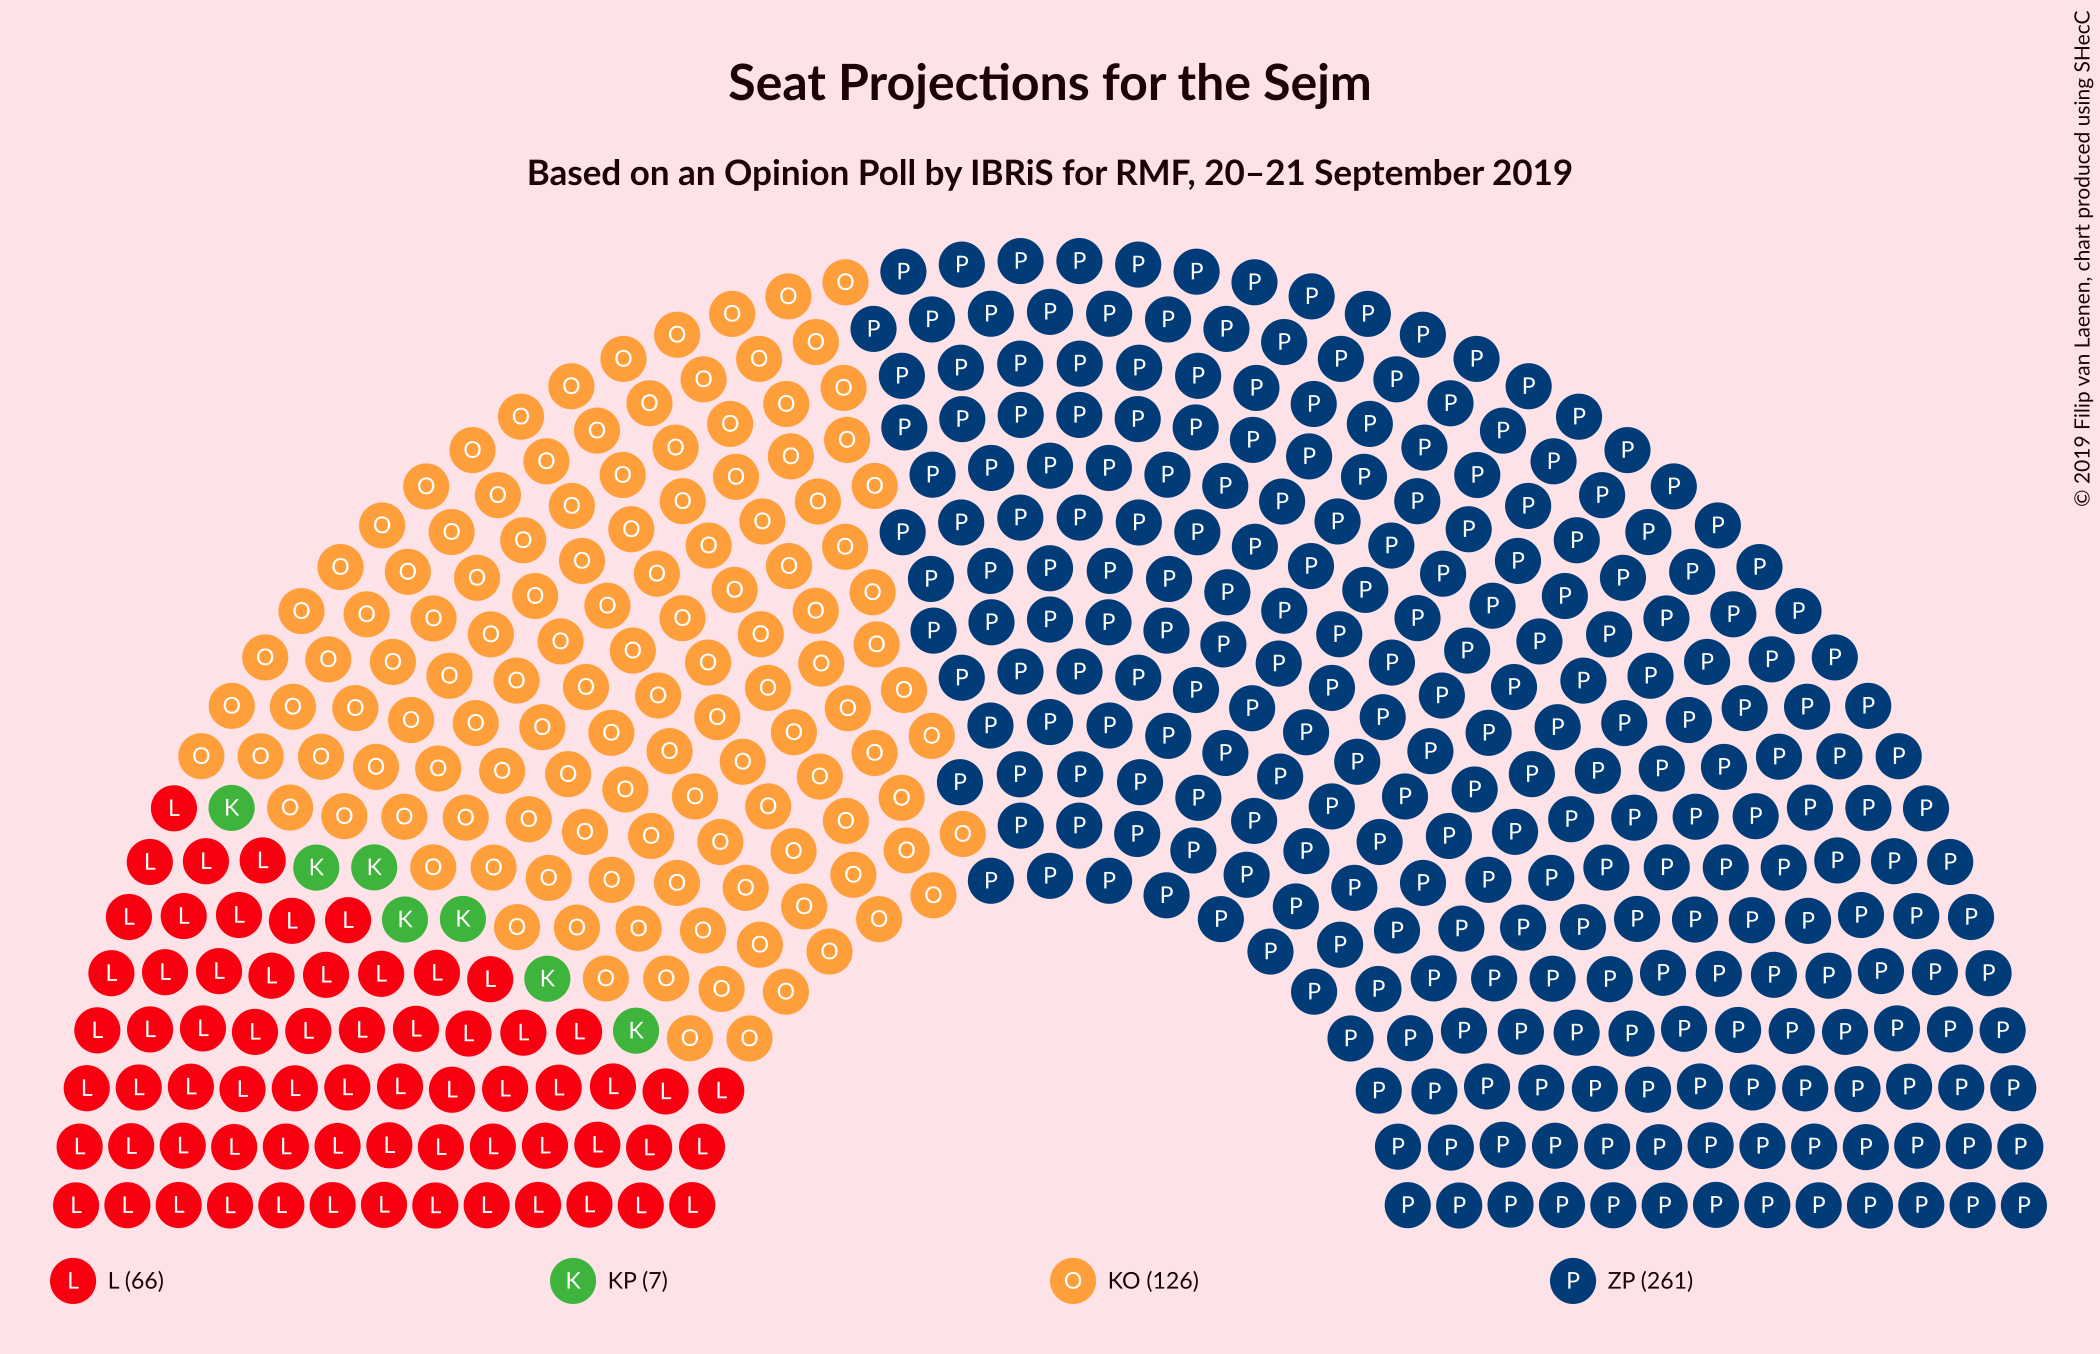 Seat Projections for the Sejm
Based on an Opinion Poll by IBRiS for RMF, 20–21 September 2019
© 2019 Filip van Laenen, chart produced using SHecC
L L (66)
K KP (7)
O KO (126)
P ZP (261)